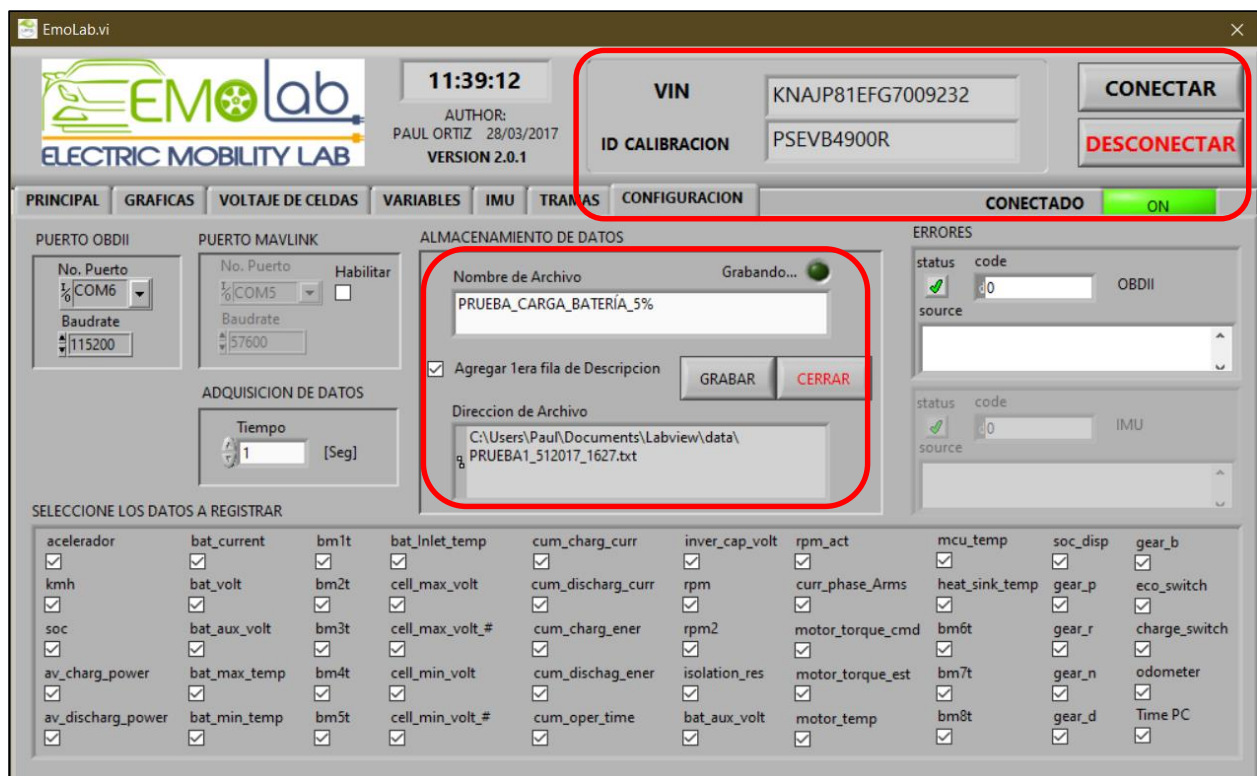 EmoLab.vi
EMOlab
ELECTRIC MOBILITY LAB
11:39:12
AUTHOR:
PAUL ORTIZ 28/03/2017
VERSION 2.0.1
VIN KNAJP81EFG7009232
ID CALIBRACION PSEVB4900R
CONECTAR
DESCONECTAR
PRINCIPAL GRAFICAS VOLTAJE DE CELDAS VARIABLES IMU TRAMAS CONFIGURACION CONECTADO ON
PUERTO OBDII
No. Puerto
COM6
Baudrate
115200
PUERTO MAVLINK
No. Puerto Habilitar
COM5
Baudrate
57600
ADQUISICION DE DATOS
Tiempo
1 [Seg]
ALMACENAMIENTO DE DATOS
Nombre de Archivo Grabando...
PRUEBA_CARGA_BATERÍA_5%
Agregar 1era fila de Descripcion GRABAR CERRAR
Direccion de Archivo
C:\Users\Paul\Documents\Labview\data\
PRUEBA1_512017_1627.txt
ERRORES
status code
0 OBDII
source
status code
0 IMU
source
SELECCIONE LOS DATOS A REGISTRAR
acelerador bat_current bm1t bat_Inlet_temp cum_charg_curr inver_cap_volt rpm_act mcu_temp soc_disp gear_b
kmh bat_volt bm2t cell_max_volt cum_discharg_curr rpm curr_phase_Arms heat_sink_temp gear_p eco_switch
soc bat_aux_volt bm3t cell_max_volt_# cum_charg_ener rpm2 motor_torque_cmd bm6t gear_r charge_switch
av_charg_power bat_max_temp bm4t cell_min_volt cum_dischag_ener isolation_res motor_torque_est bm7t gear_n odometer
av_discharg_power bat_min_temp bm5t cell_min_volt_# cum_oper_time bat_aux_volt motor_temp bm8t gear_d Time PC